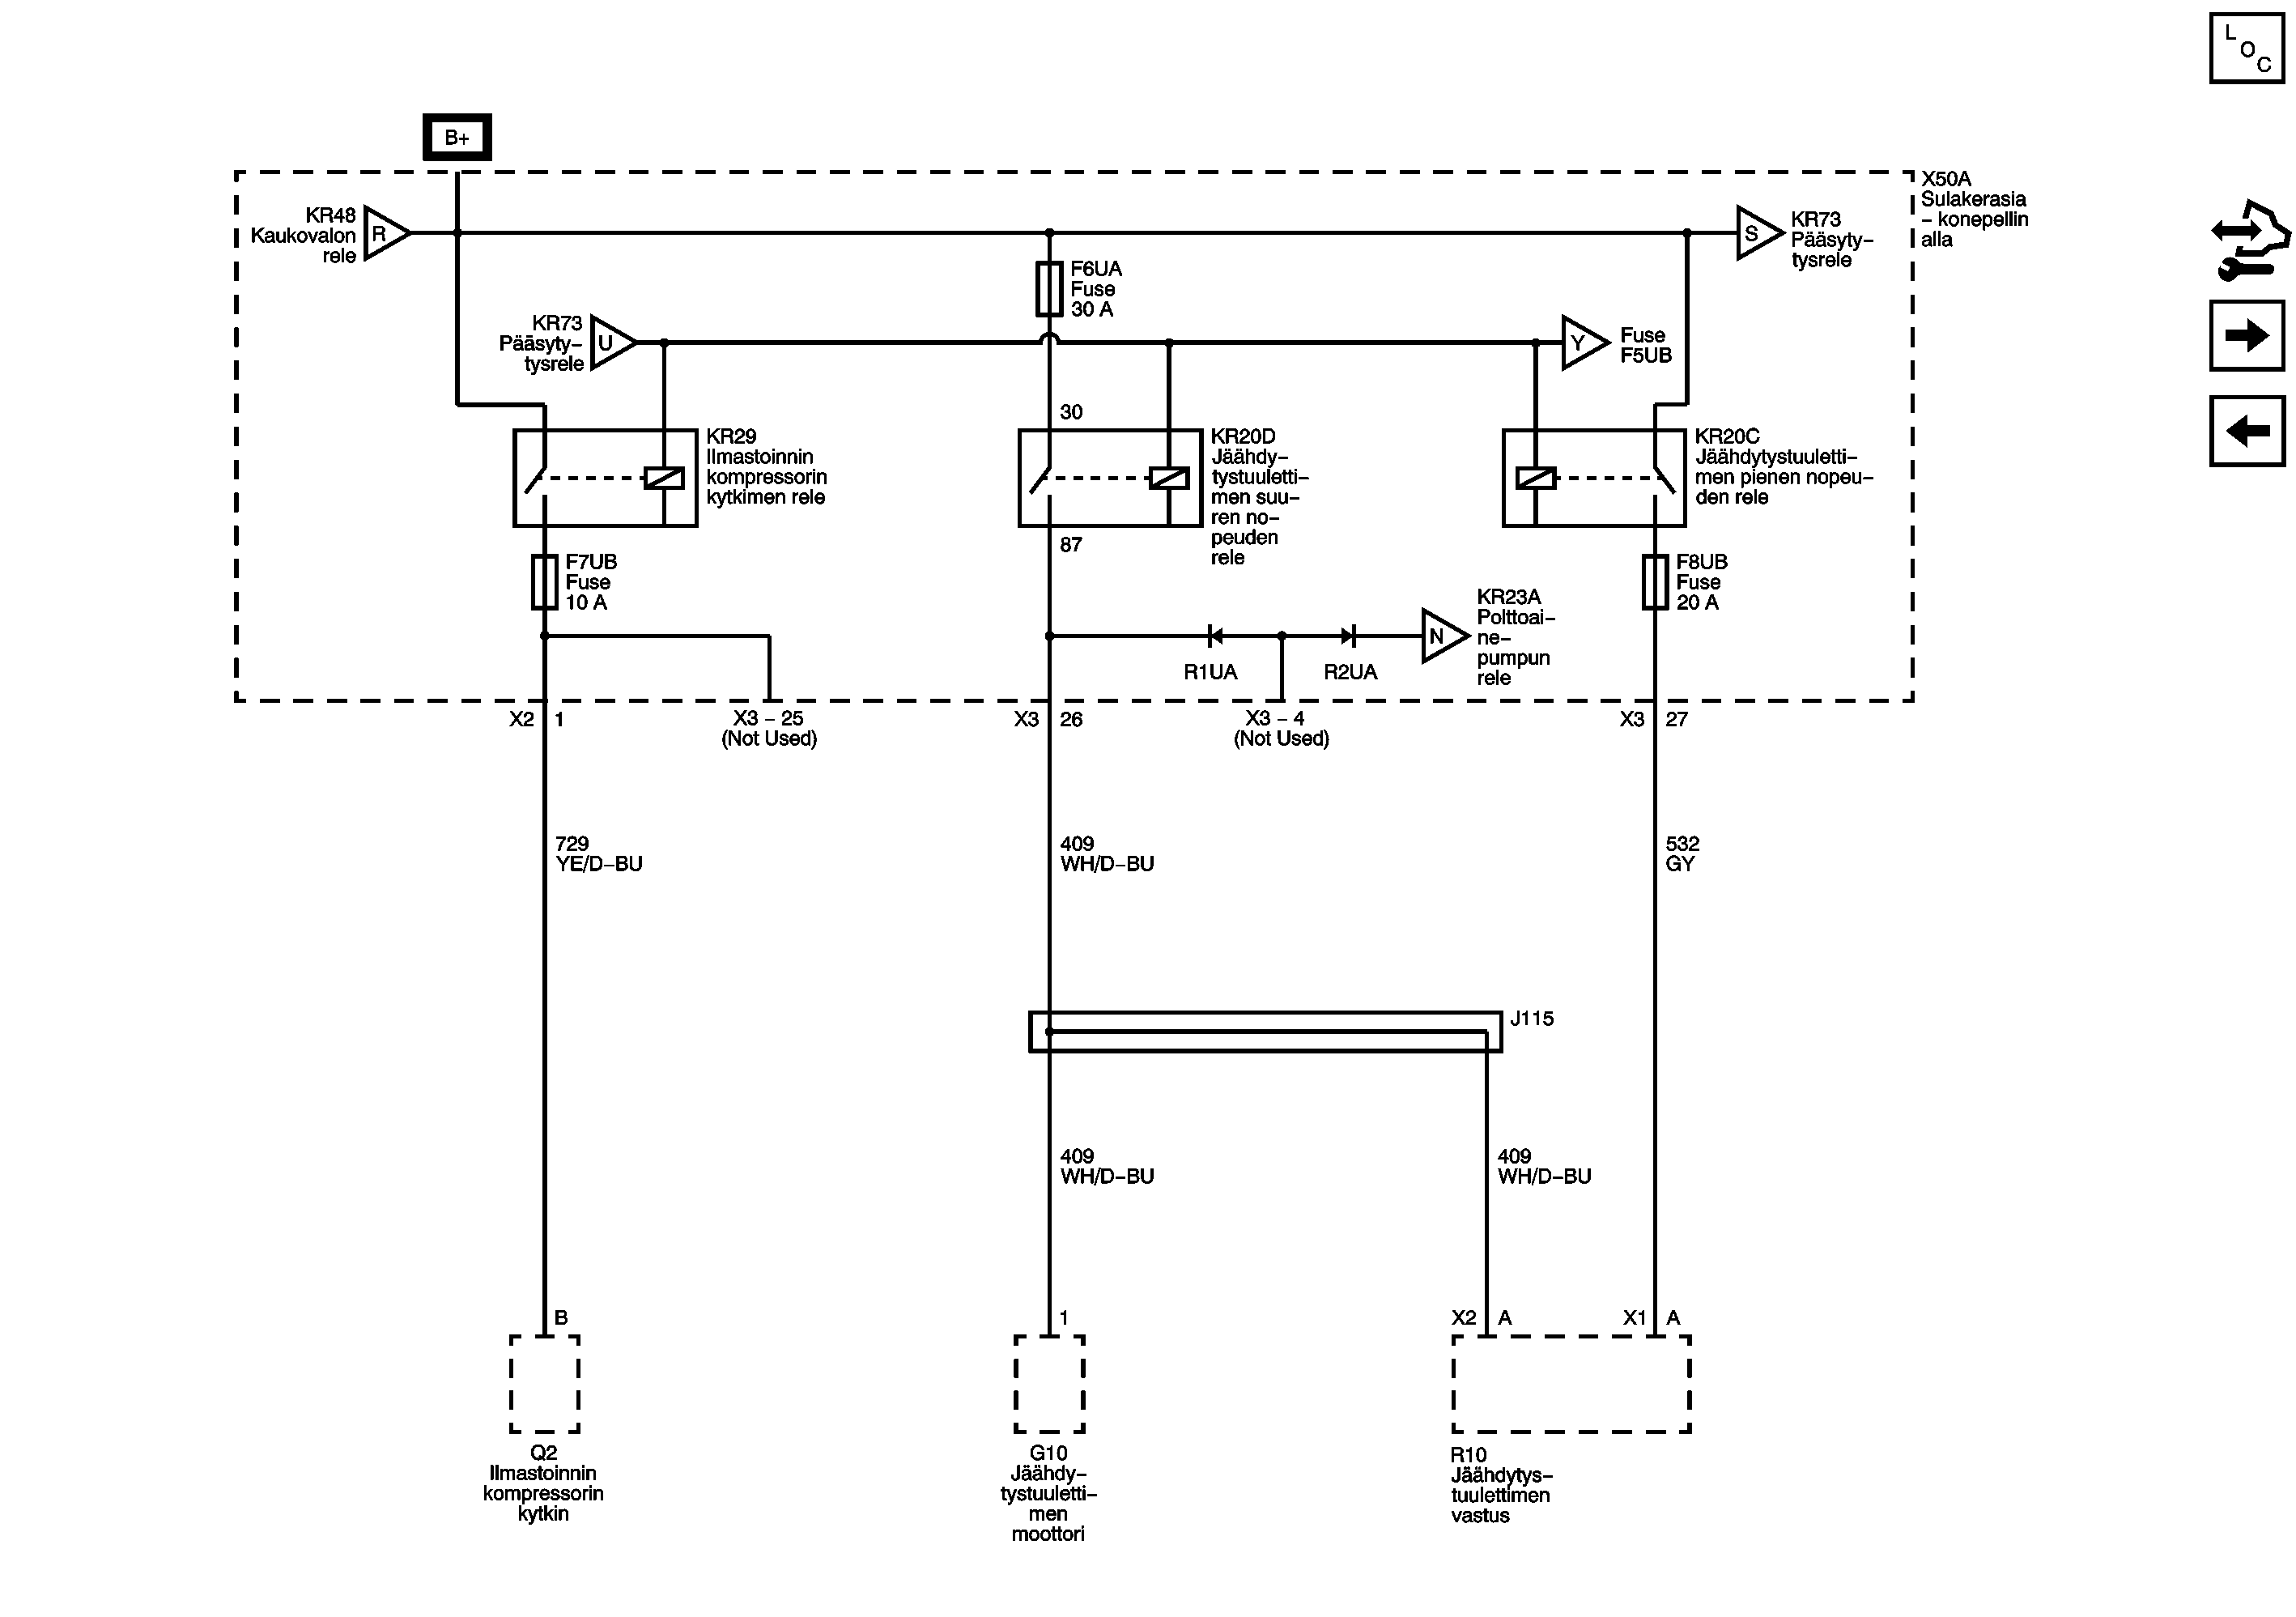 L
O
C
B+
X50A
Sulakerasia
– konepellin
alla
KR48
Kaukovalon
rele
R
S
KR73
Pääsyty–
tysrele
F6UA
Fuse
30 A
KR73
Pääsyty–
tysrele
U
Y
Fuse
F5UB
30
KR29
Ilmastoinnin
kompressorin
kytkimen rele
KR20D
Jäähdy–
tystuuletti–
men suu–
ren no–
peuden
rele
KR20C
Jäähdytystuuletti–
men pienen nopeu–
den rele
87
F7UB
Fuse
10 A
F8UB
Fuse
20 A
R1UA
R2UA
N
KR23A
Polttoai–
ne–
pumpun
rele
X2 1
X3 – 25
(Not Used)
X3 26
X3 – 4
(Not Used)
X3 27
729
YE/D–BU
409
WH/D–BU
532
GY
J115
409
WH/D–BU
409
WH/D–BU
B
1
X2 A
X1 A
Q2
Ilmastoinnin
kompressorin
kytkin
G10
Jäähdy–
tystuuletti–
men
moottori
R10
Jäähdytys–
tuulettimen
vastus